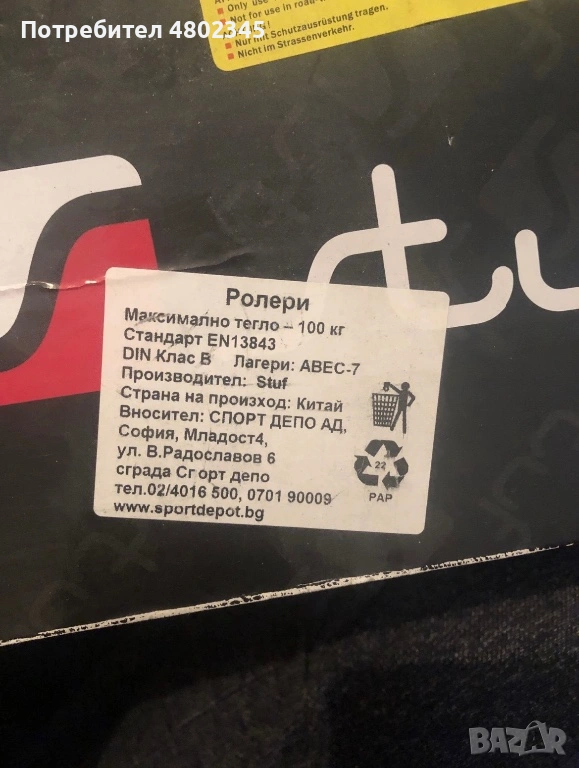 Потребител 4802345
Only use
Not for use in road-
Nur mit Schutzausrüstung tragen.
Nicht im Strassenverkehr.
Stu
Ролери
Максимално тегло – 100 кг
Стандарт EN13843
DIN Клас В Лагери: ABEC-7
Производител: Stuf
Страна на произход: Китай
Вносител: СПОРТ ДЕПО АД,
София, Младост4,
ул. В.Радославов 6
сграда Спорт депо
тел.02/4016 500, 0701 90009
www.sportdepot.bg
22
PAP
BAZAR